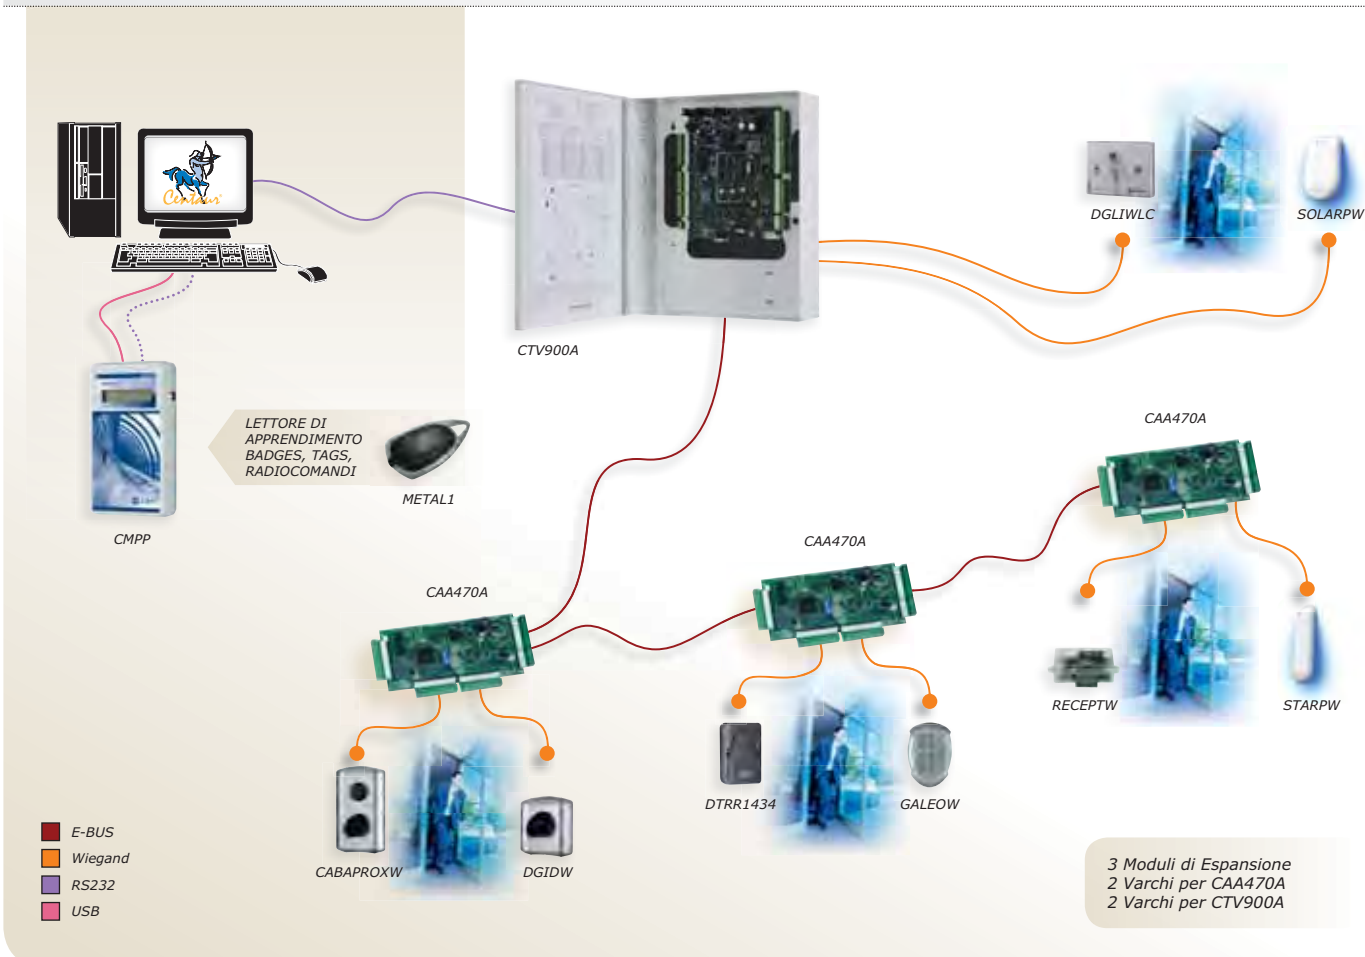 Centaur
DGLIWLC
SOLARPW
CTV900A
LETTORE DI
APPRENDIMENTO
BADGES, TAGS,
RADIOCOMANDI
METAL1
CMPP
CAA470A
CAA470A
CAA470A
RECEPTW
STARPW
DTRR1434
GALEOW
CABAPROXW
DGIDW
E-BUS
Wiegand
RS232
USB
3 Moduli di Espansione
2 Varchi per CAA470A
2 Varchi per CTV900A